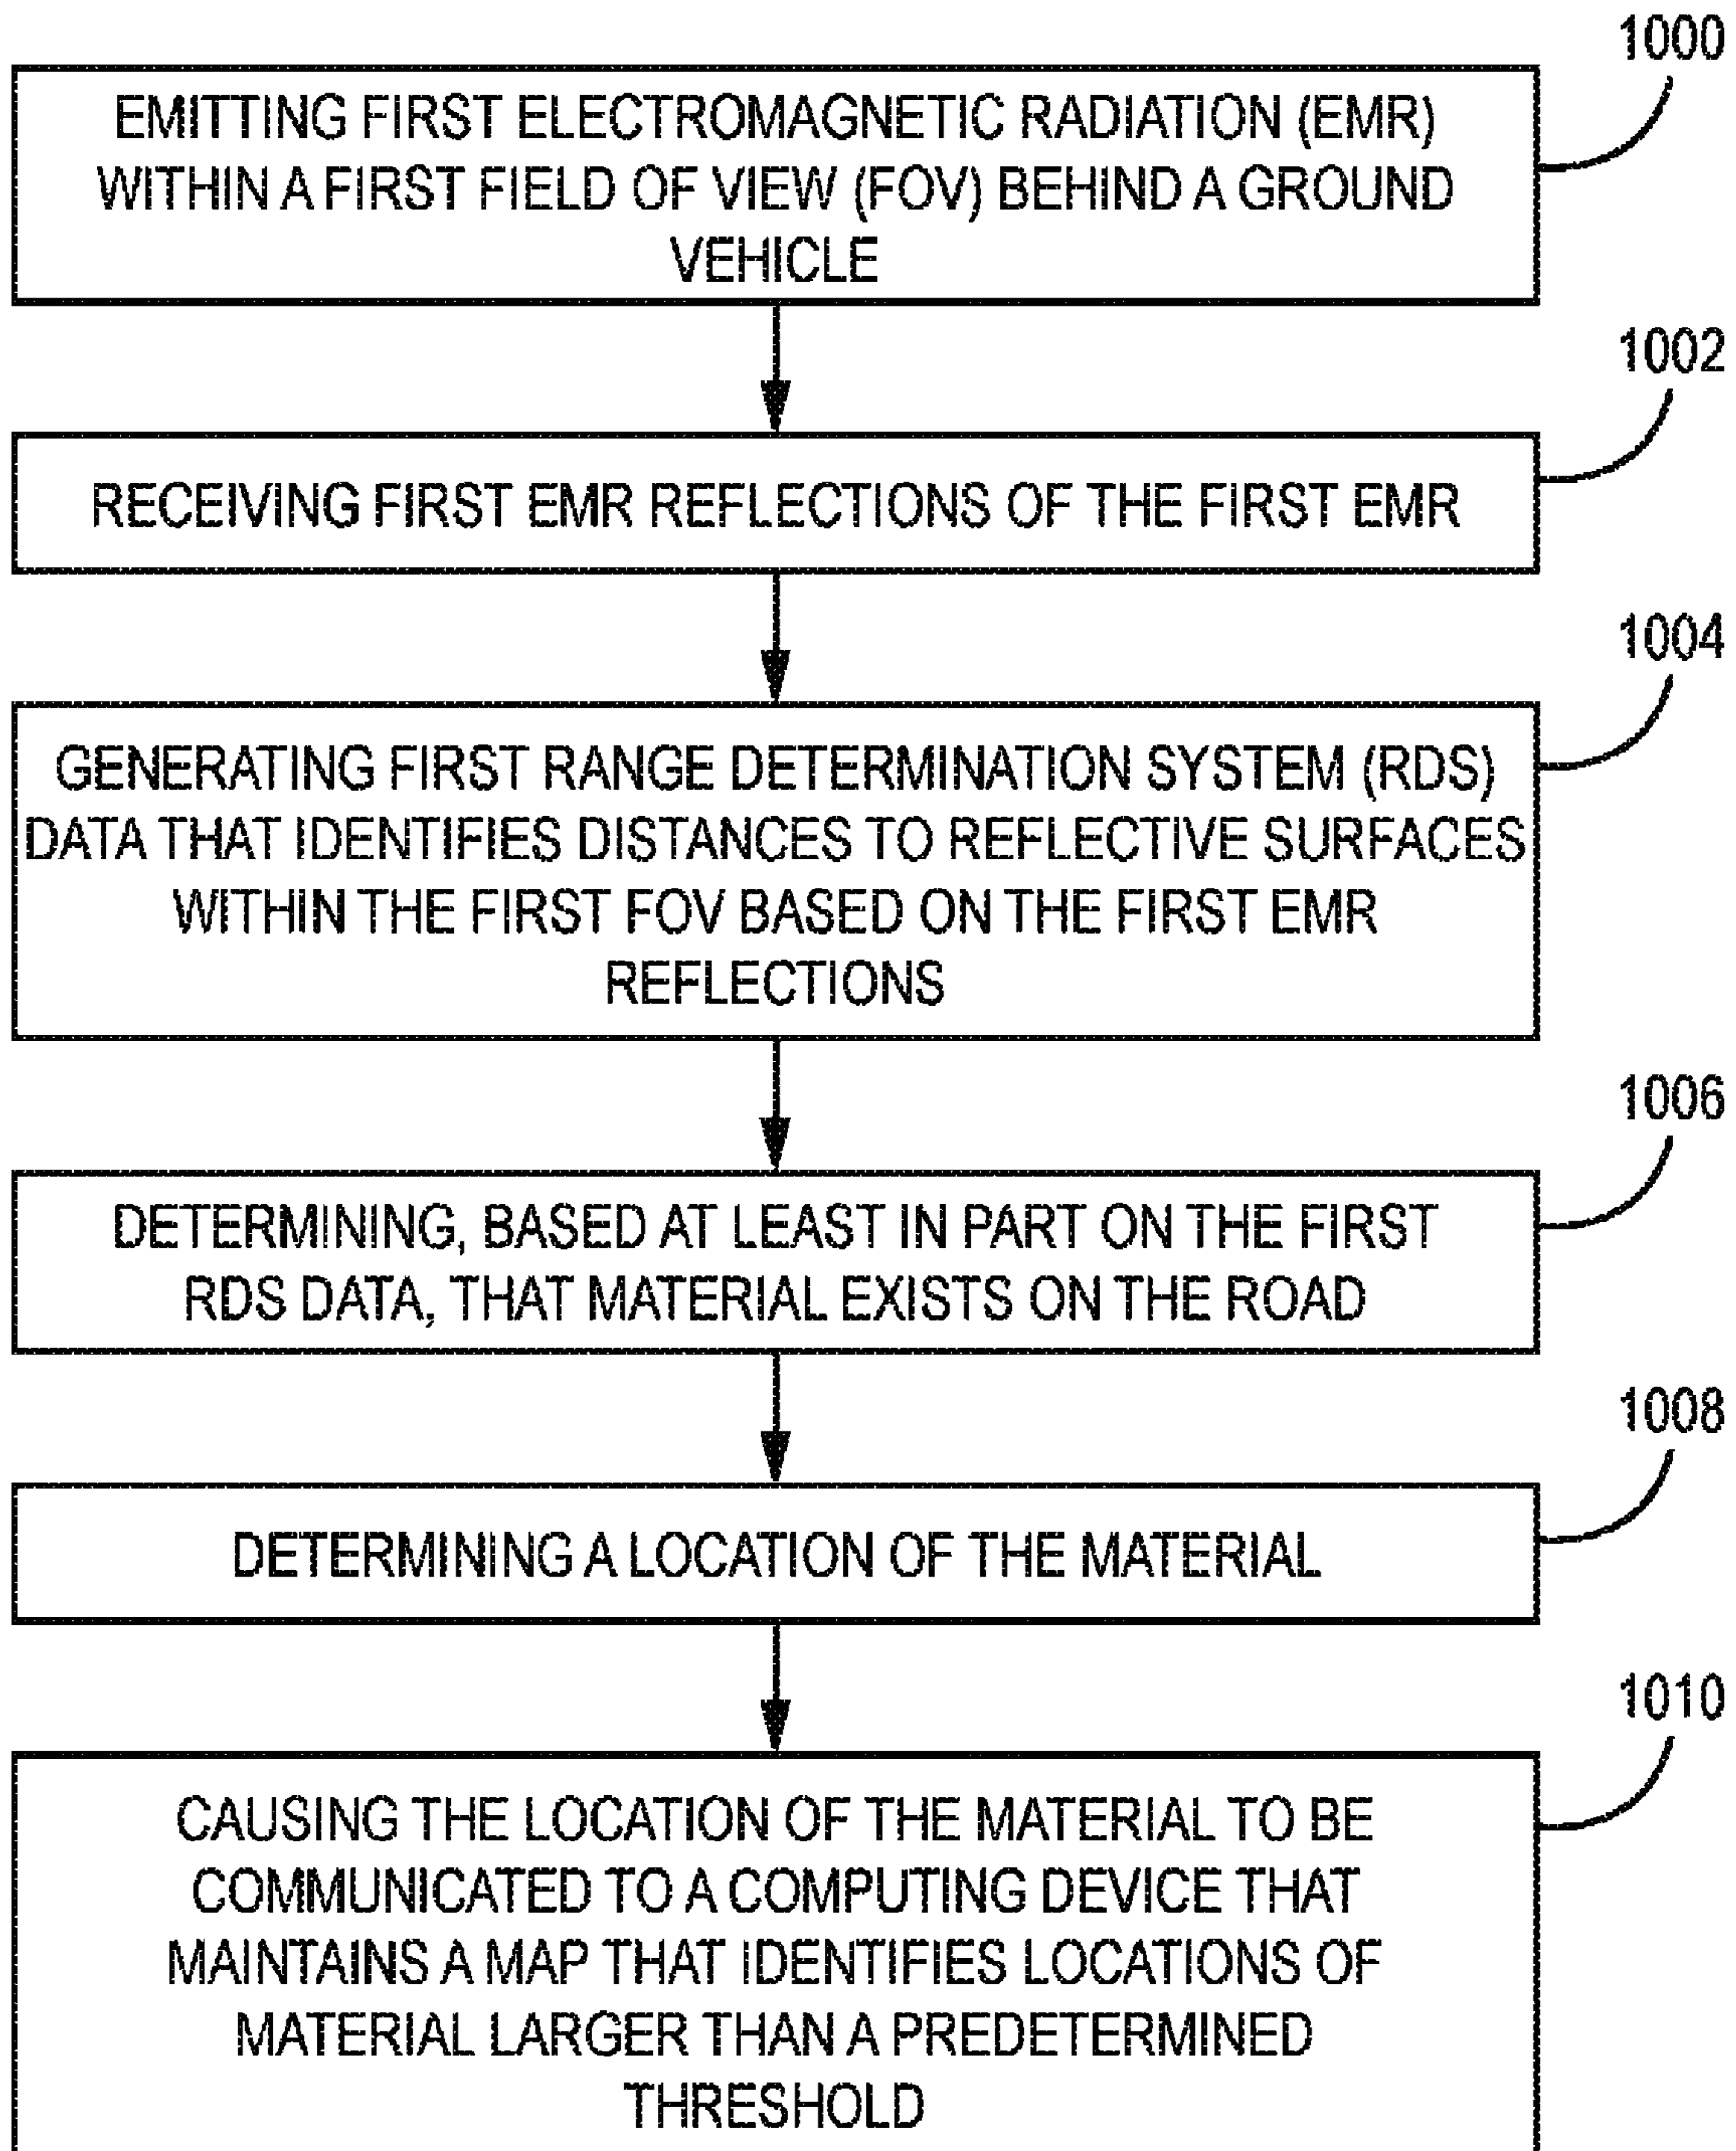 1000
EMITTING FIRST ELECTROMAGNETIC RADIATION (EMR)
WITHIN A FIRST FIELD OF VIEW (FOV) BEHIND A GROUND
VEHICLE
1002
RECEIVING FIRST EMR REFLECTIONS OF THE FIRST EMR
1004
GENERATING FIRST RANGE DETERMINATION SYSTEM (RDS)
DATA THAT IDENTIFIES DISTANCES TO REFLECTIVE SURFACES
WITHIN THE FIRST FOV BASED ON THE FIRST EMR
REFLECTIONS
1006
DETERMINING, BASED AT LEAST IN PART ON THE FIRST
RDS DATA, THAT MATERIAL EXISTS ON THE ROAD
1008
DETERMINING A LOCATION OF THE MATERIAL
1010
CAUSING THE LOCATION OF THE MATERIAL TO BE
COMMUNICATED TO A COMPUTING DEVICE THAT
MAINTAINS A MAP THAT IDENTIFIES LOCATIONS OF
MATERIAL LARGER THAN A PREDETERMINED
THRESHOLD